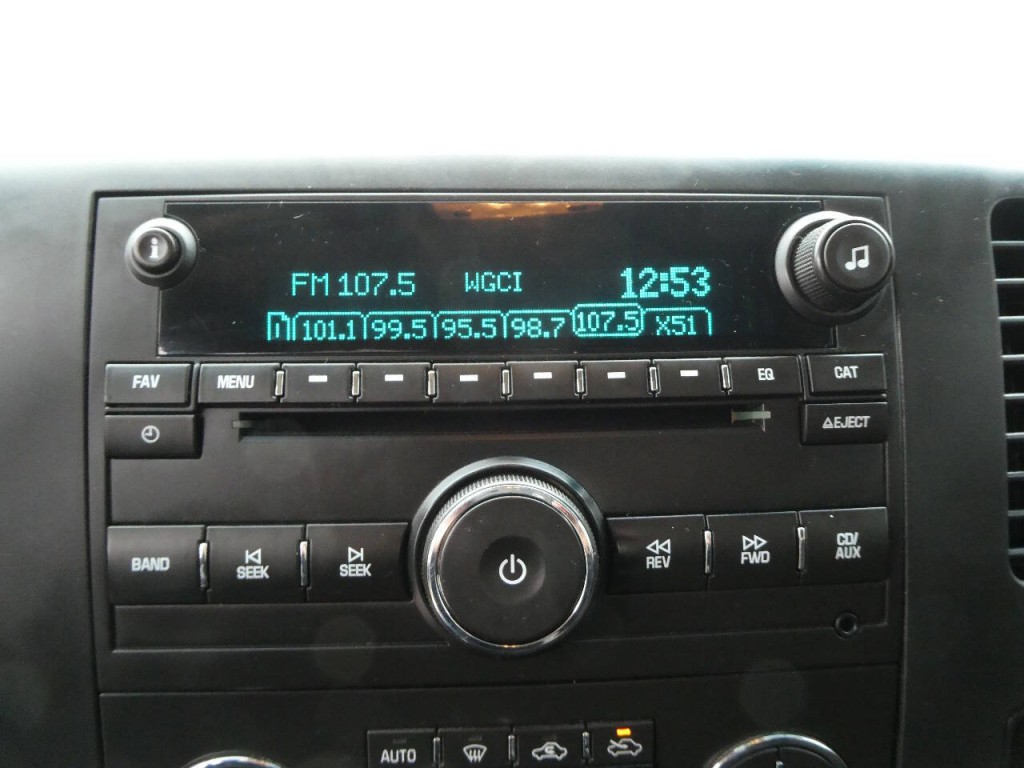 i
FM 107.5 WGCI 12:53
101.1 99.5 95.5 98.7 107.5 X51
FAV MENU EQ CAT
EJECT
BAND SEEK SEEK REV FWD CD/
AUX
AUTO